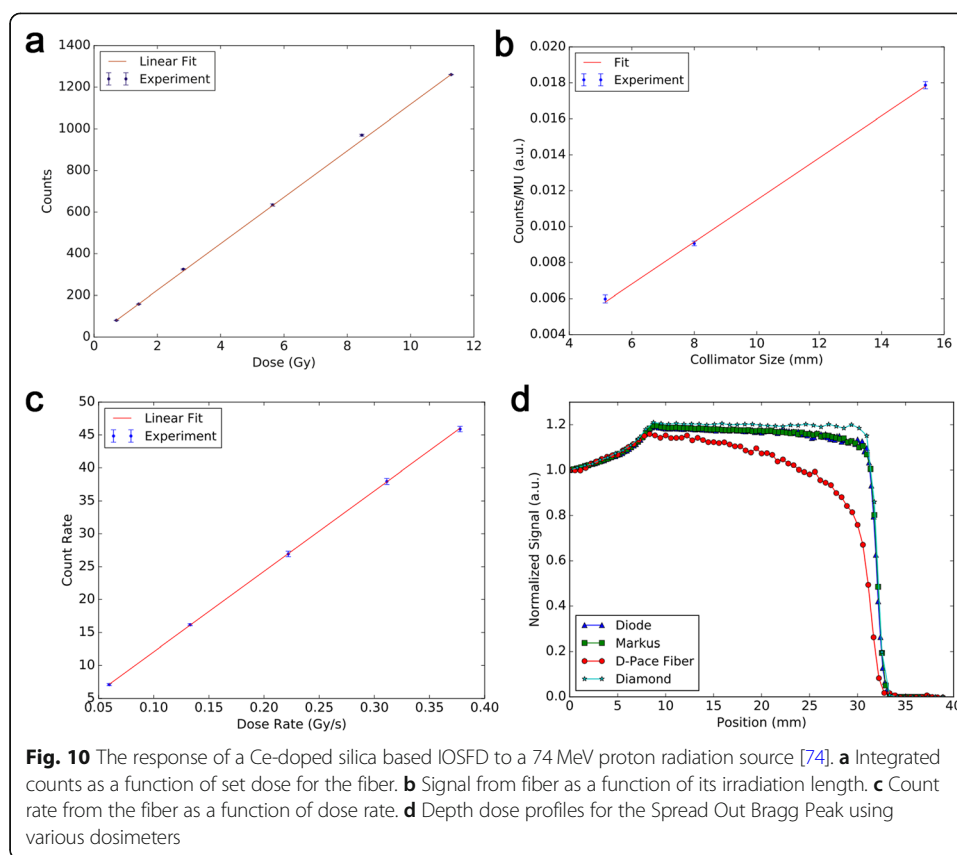 a
1400
1200
1000
800
600
400
200
0
Counts
0 2 4 6 8 10 12
Dose (Gy)
Linear Fit
Experiment
b
0.020
0.018
0.016
0.014
0.012
0.010
0.008
0.006
0.004
Counts/MU (a.u.)
4 6 8 10 12 14 16
Collimator Size (mm)
Fit
Experiment
c
50
45
40
35
30
25
20
15
10
5
Count Rate
0.05 0.10 0.15 0.20 0.25 0.30 0.35 0.40
Dose Rate (Gy/s)
Linear Fit
Experiment
d
1.2
1.0
0.8
0.6
0.4
0.2
0.0
Normalized Signal (a.u.)
0 5 10 15 20 25 30 35 40
Position (mm)
Diode
Markus
D-Pace Fiber
Diamond
Fig. 10 The response of a Ce-doped silica based IOSFD to a 74 MeV proton radiation source [74]. a Integrated
counts as a function of set dose for the fiber. b Signal from fiber as a function of its irradiation length. c Count
rate from the fiber as a function of dose rate. d Depth dose profiles for the Spread Out Bragg Peak using
various dosimeters